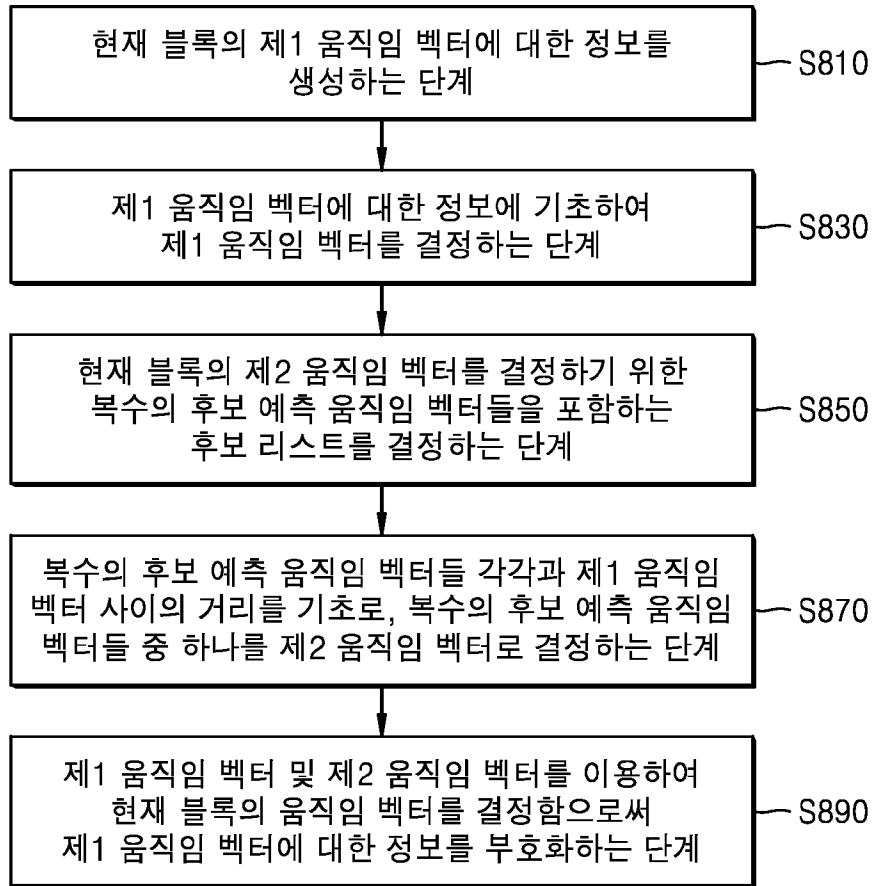 현재 블록의 제1 움직임 벡터에 대한 정보를
생성하는 단계
S810
제1 움직임 벡터에 대한 정보에 기초하여
제1 움직임 벡터를 결정하는 단계
S830
현재 블록의 제2 움직임 벡터를 결정하기 위한
복수의 후보 예측 움직임 벡터들을 포함하는
후보 리스트를 결정하는 단계
S850
복수의 후보 예측 움직임 벡터들 각각과 제1 움직임
벡터 사이의 거리를 기초로, 복수의 후보 예측 움직임
벡터들 중 하나를 제2 움직임 벡터로 결정하는 단계
S870
제1 움직임 벡터 및 제2 움직임 벡터를 이용하여
현재 블록의 움직임 벡터를 결정함으로써
제1 움직임 벡터에 대한 정보를 부호화하는 단계
S890